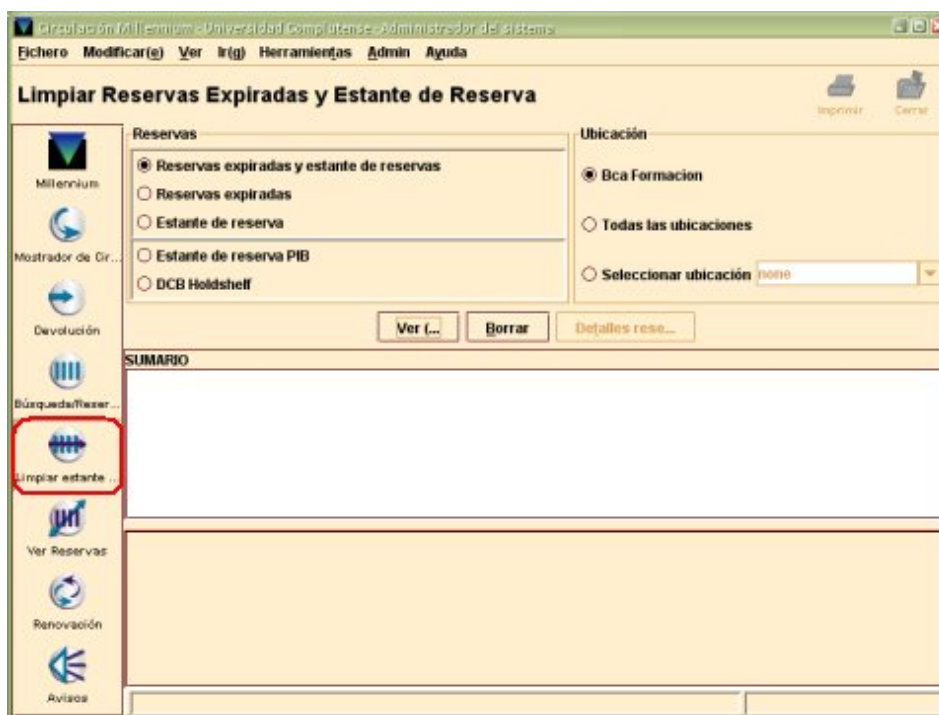 Circulación Millennium - Universidad Complutense - Administrador del sistema
Fichero Modificar(e) Ver Ir(g) Herramientas Admin Ayuda
Limpiar Reservas Expiradas y Estante de Reserva
Imprimir Cerrar
Millennium
Mostrador de Cir...
Devolución
Búsqueda/Reser...
Limpiar estante ...
Ver Reservas
Renovación
Avisos
Reservas
Reservas expiradas y estante de reservas
Reservas expiradas
Estante de reserva
Estante de reserva PIB
DCB Holdshelf
Ubicación
Bca Formacion
Todas las ubicaciones
Seleccionar ubicación none
Ver (... Borrar Detalles rese...
SUMARIO